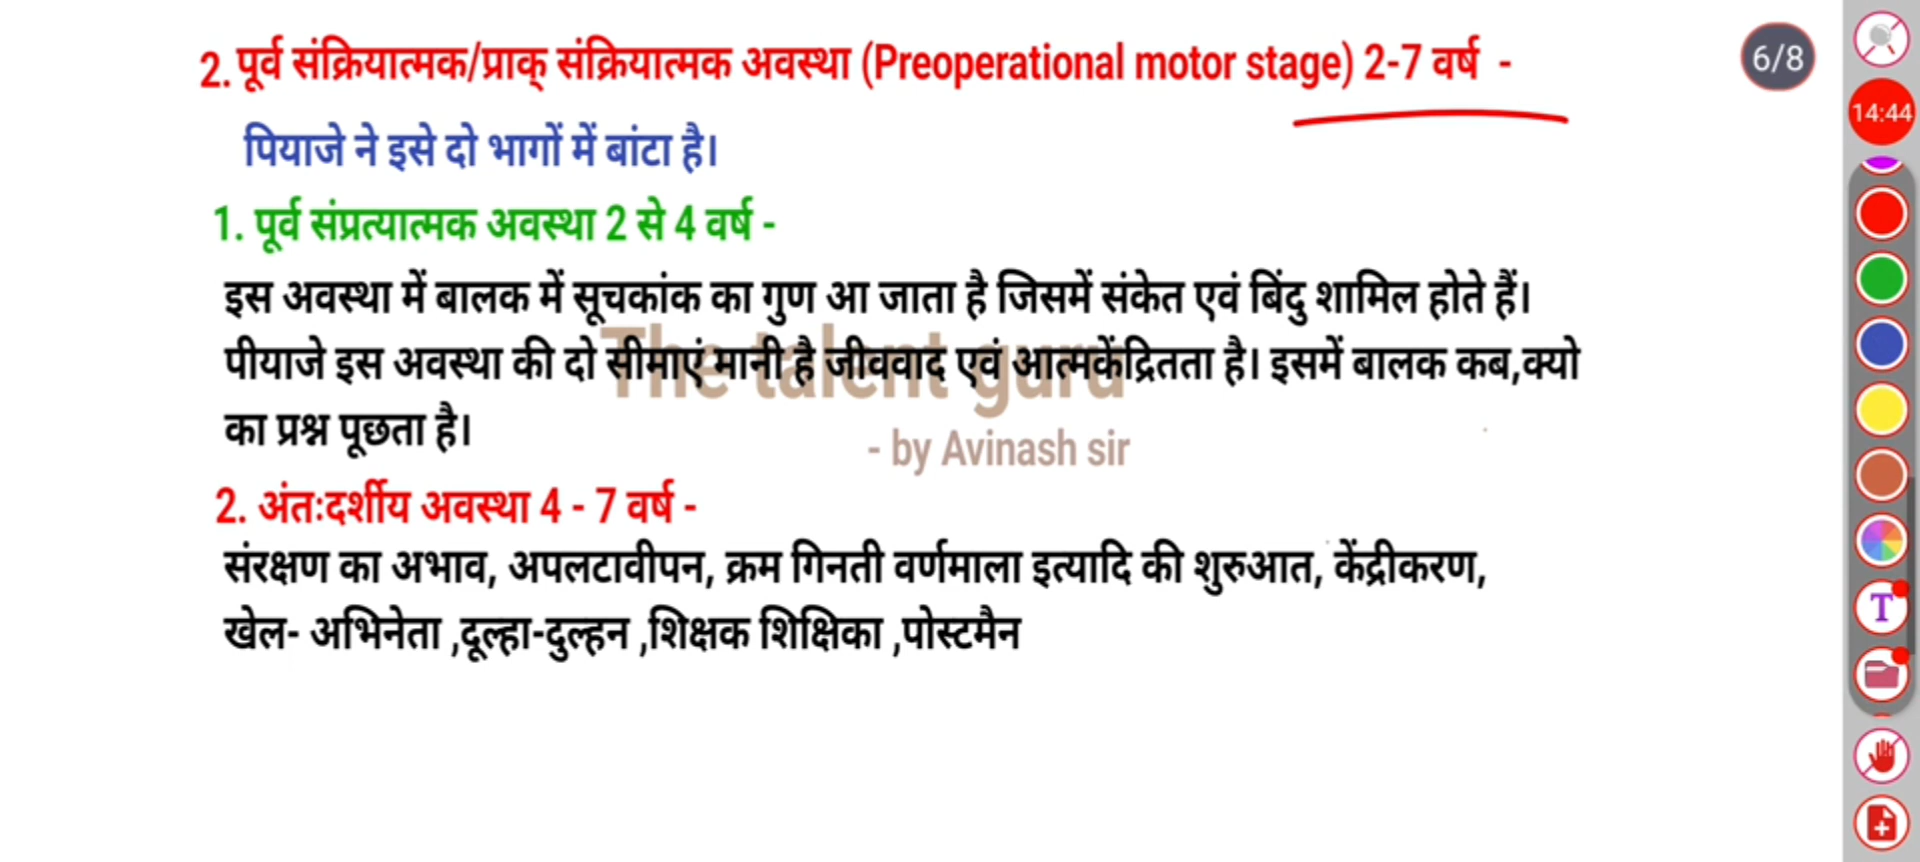 2. पूर्व संक्रियात्मक/प्राक् संक्रियात्मक अवस्था (Preoperational motor stage) 2-7 वर्ष -
6/8
14:44
पियाजे ने इसे दो भागों में बांटा है।
1. पूर्व संप्रत्यात्मक अवस्था 2 से 4 वर्ष -
इस अवस्था में बालक में सूचकांक का गुण आ जाता है जिसमें संकेत एवं बिंदु शामिल होते हैं।
पीयाजे इस अवस्था की दो सीमाएं मानी है जीववाद एवं आत्मकेंद्रितता है। इसमें बालक कब,क्यो
The talent guru
का प्रश्न पूछता है।
- by Avinash sir
2. अंतःदर्शीय अवस्था 4 - 7 वर्ष -
संरक्षण का अभाव, अपलटावीपन, क्रम गिनती वर्णमाला इत्यादि की शुरुआत, केंद्रीकरण,
खेल- अभिनेता ,दूल्हा-दुल्हन ,शिक्षक शिक्षिका ,पोस्टमैन
T